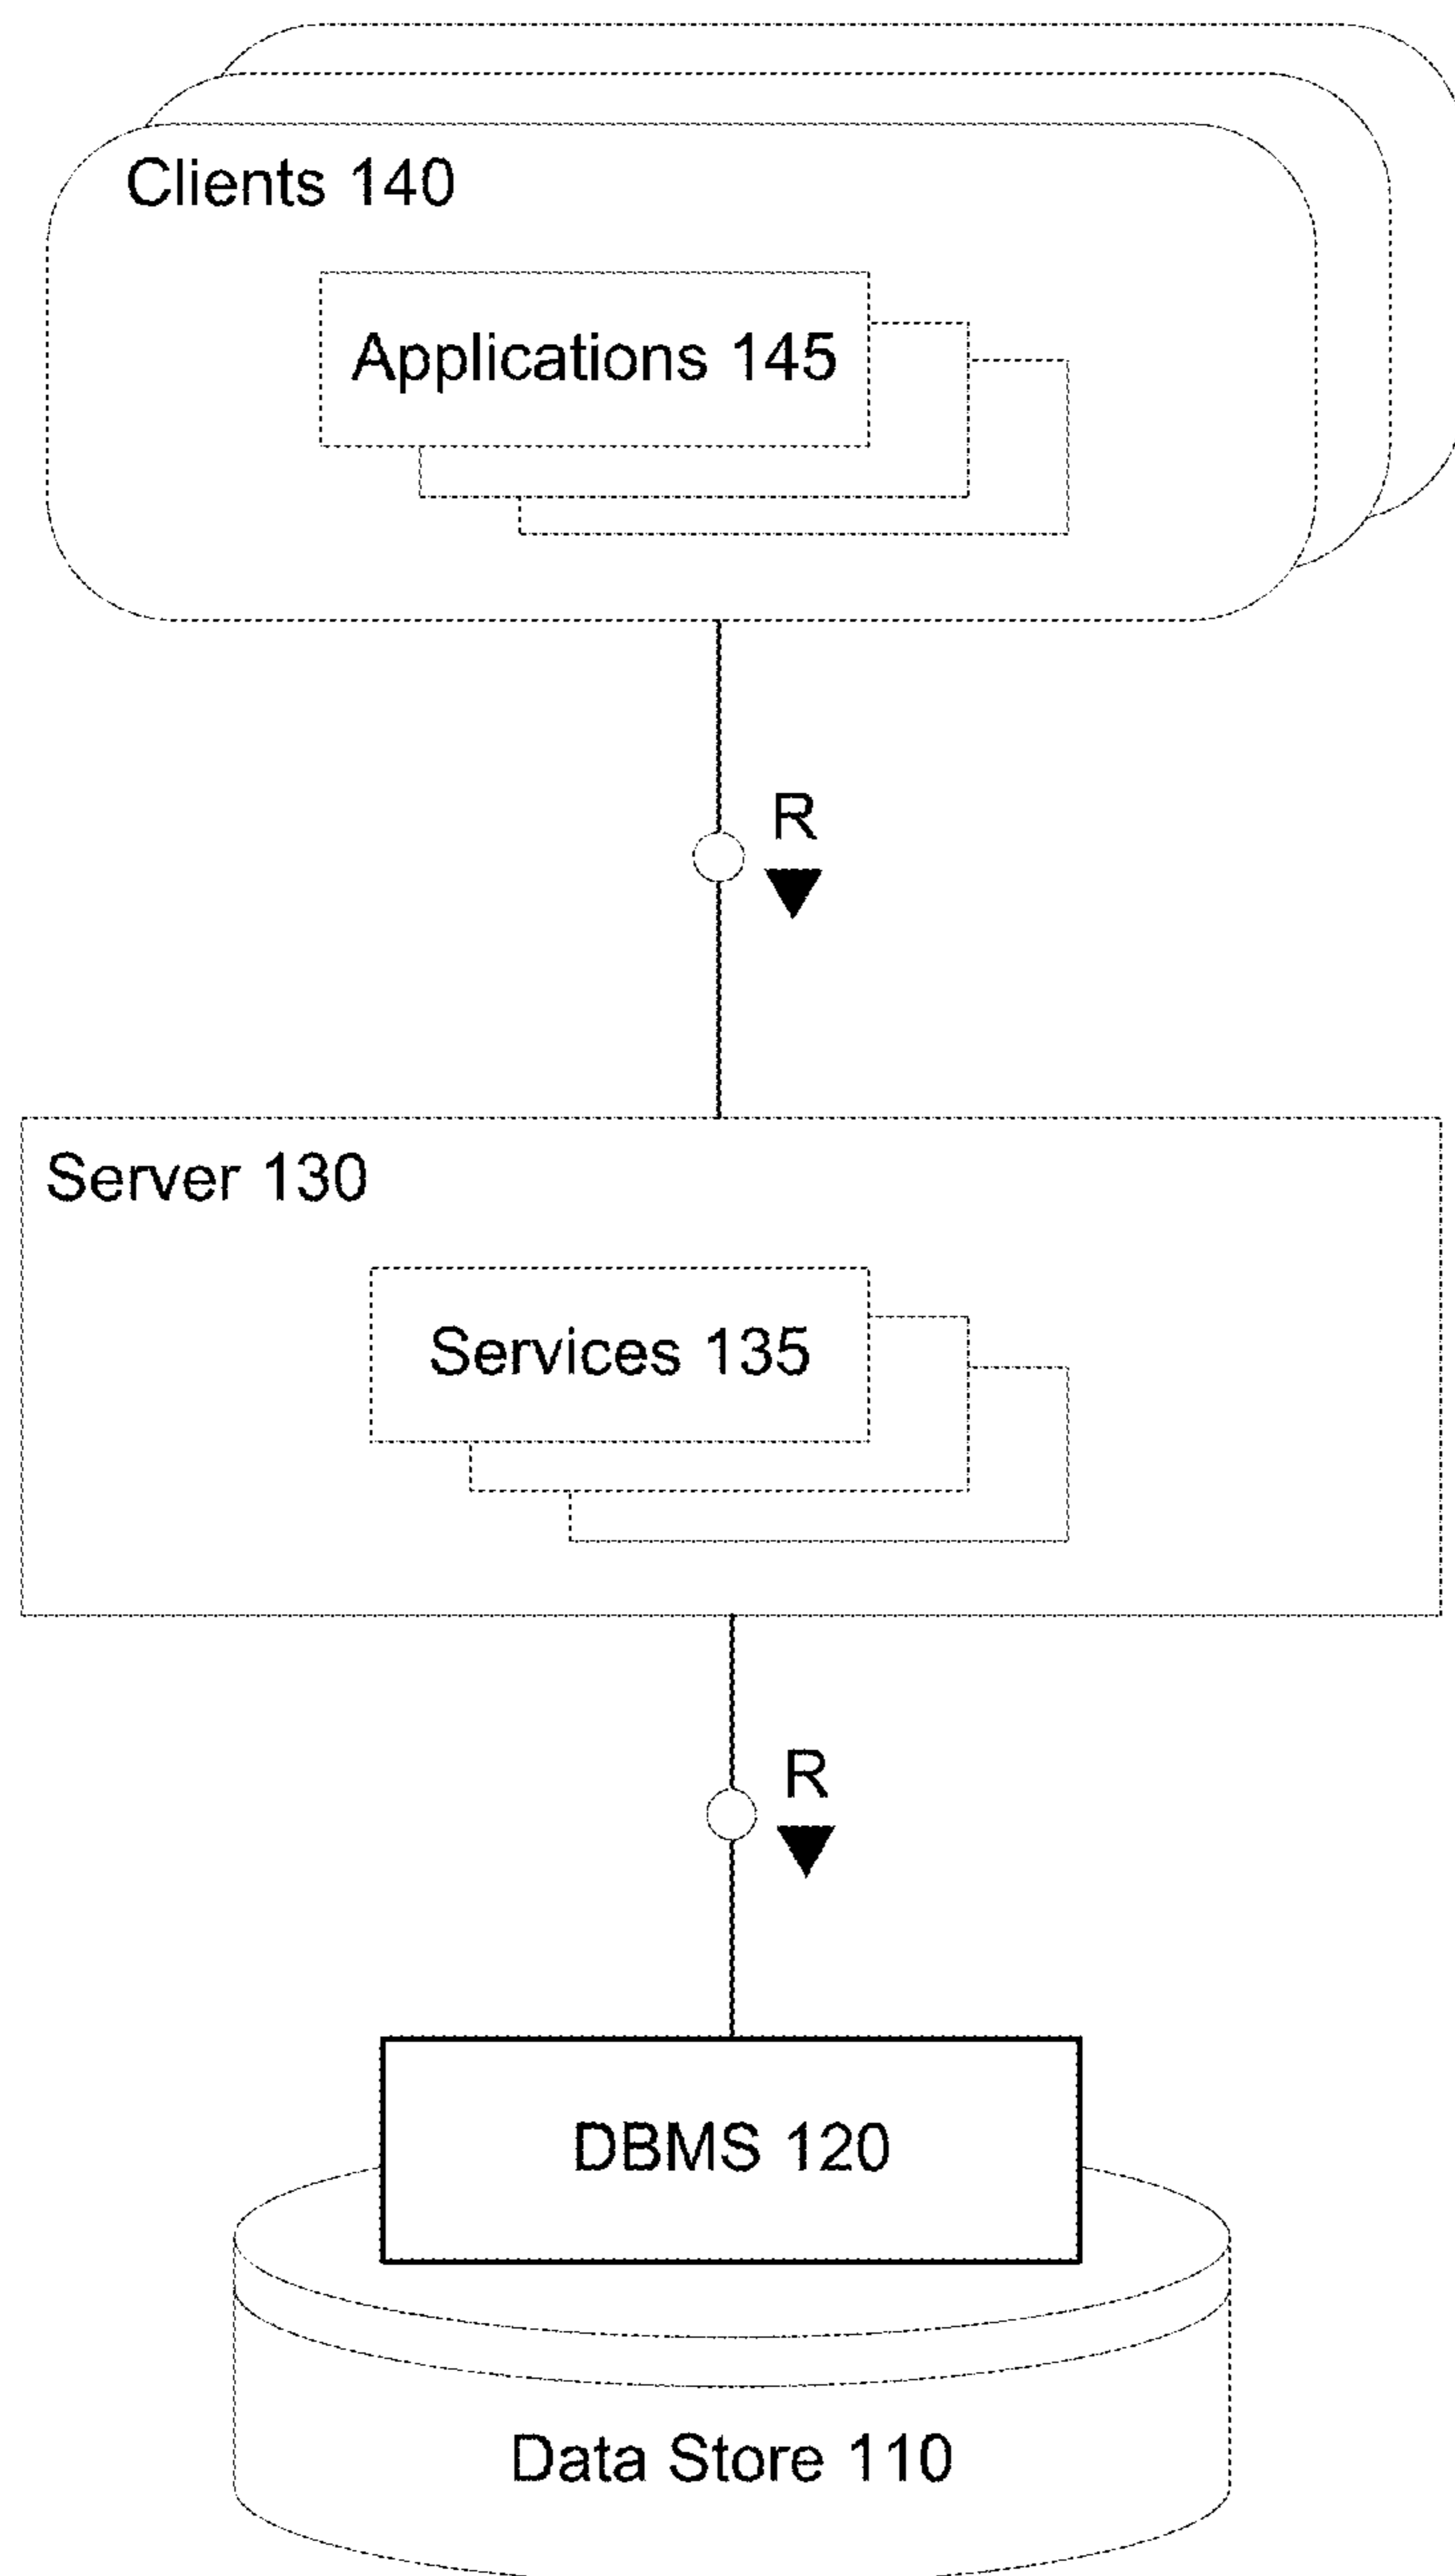 Clients 140
Applications 145
R
Server 130
Services 135
R
DBMS 120
Data Store 110